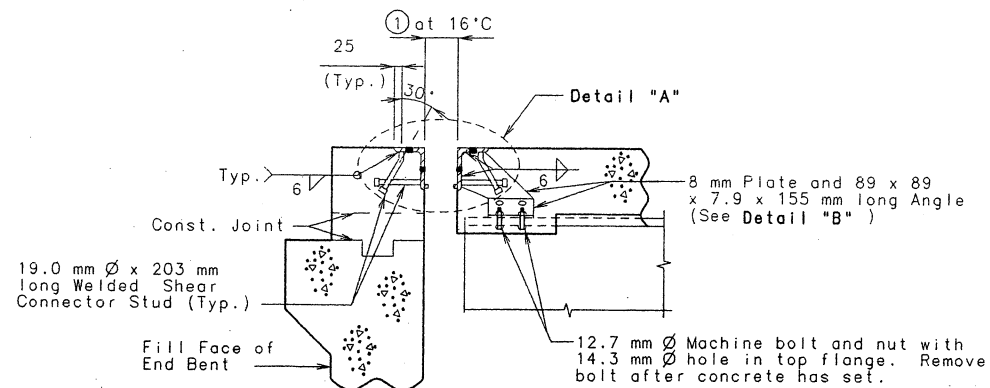 ① at 16°C
25
(Typ.)
30°
Detail "A"
Typ.
6
6
8 mm Plate and 89 x 89
x 7.9 x 155 mm long Angle
(See Detail "B" )
Const. Joint
19.0 mm Ø x 203 mm
long Welded Shear
Connector Stud (Typ.)
Fill Face of
End Bent
12.7 mm Ø Machine bolt and nut with
14.3 mm Ø hole in top flange. Remove
bolt after concrete has set.